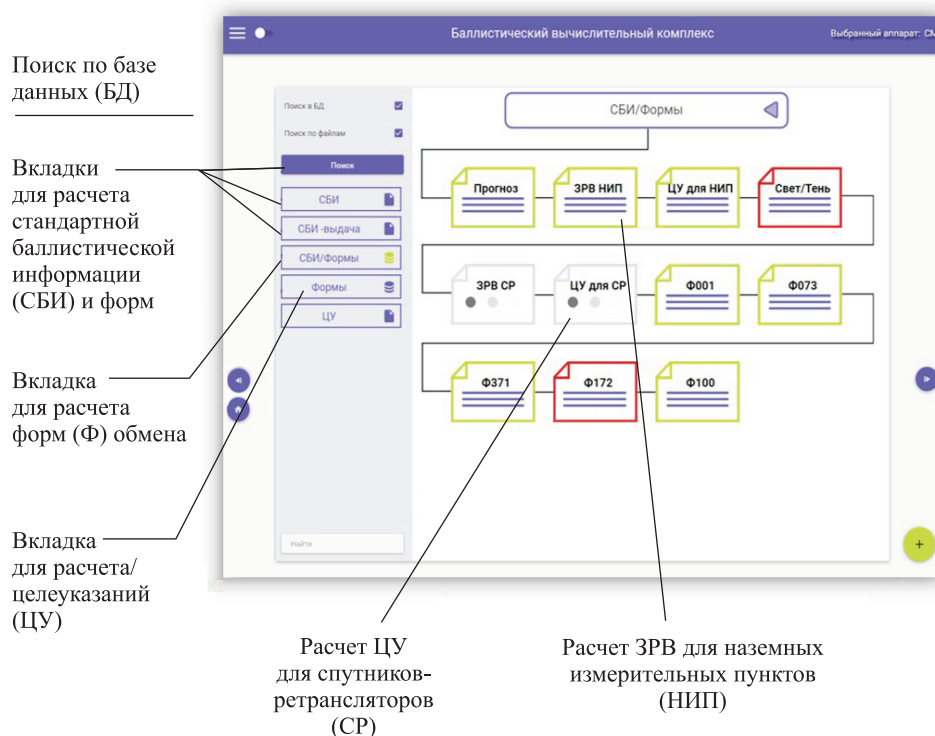 Баллистический вычислительный комплекс
Выбранный аппарат: СМ
Поиск по базе
данных (БД)
Вкладки
для расчета
стандартной
баллистической
информации
(СБИ) и форм
Вкладка
для расчета
форм (Ф) обмена
Вкладка
для расчета/
целеуказаний
(ЦУ)
Поиск в БД
Поиск по файлам
Поиск
СБИ
СБИ -выдача
СБИ/Формы
Формы
ЦУ
Найти
СБИ/Формы
Прогноз
ЗРВ НИП
ЦУ для НИП
Свет/Тень
ЗРВ СР
ЦУ для СР
Ф001
Ф073
Ф371
Ф172
Ф100
+
Расчет ЦУ
для спутников-
ретрансляторов
(СР)
Расчет ЗРВ для наземных
измерительных пунктов
(НИП)